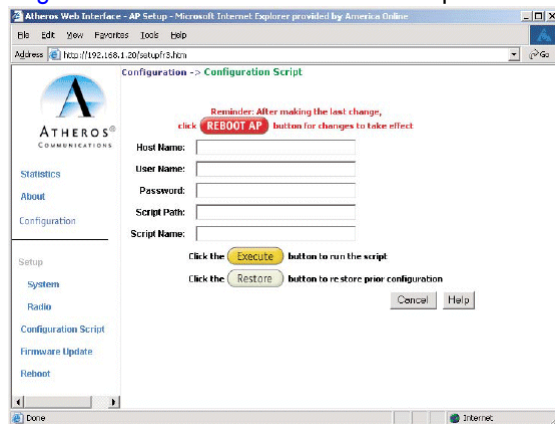 Atheros Web Interface - AP Setup - Microsoft Internet Explorer provided by America Online
File Edit View Favorites Tools Help
Address http://192.168.1.20/setupfr3.htm Go
Configuration -> Configuration Script
ATHEROS®
COMMUNICATIONS
Statistics
About
Configuration
Setup
System
Radio
Configuration Script
Firmware Update
Reboot
Reminder: After making the last change,
click REBOOT AP button for changes to take effect
Host Name:
User Name:
Password:
Script Path:
Script Name:
Click the Execute button to run the script
Click the Restore button to restore prior configuration
Cancel Help
Done Internet